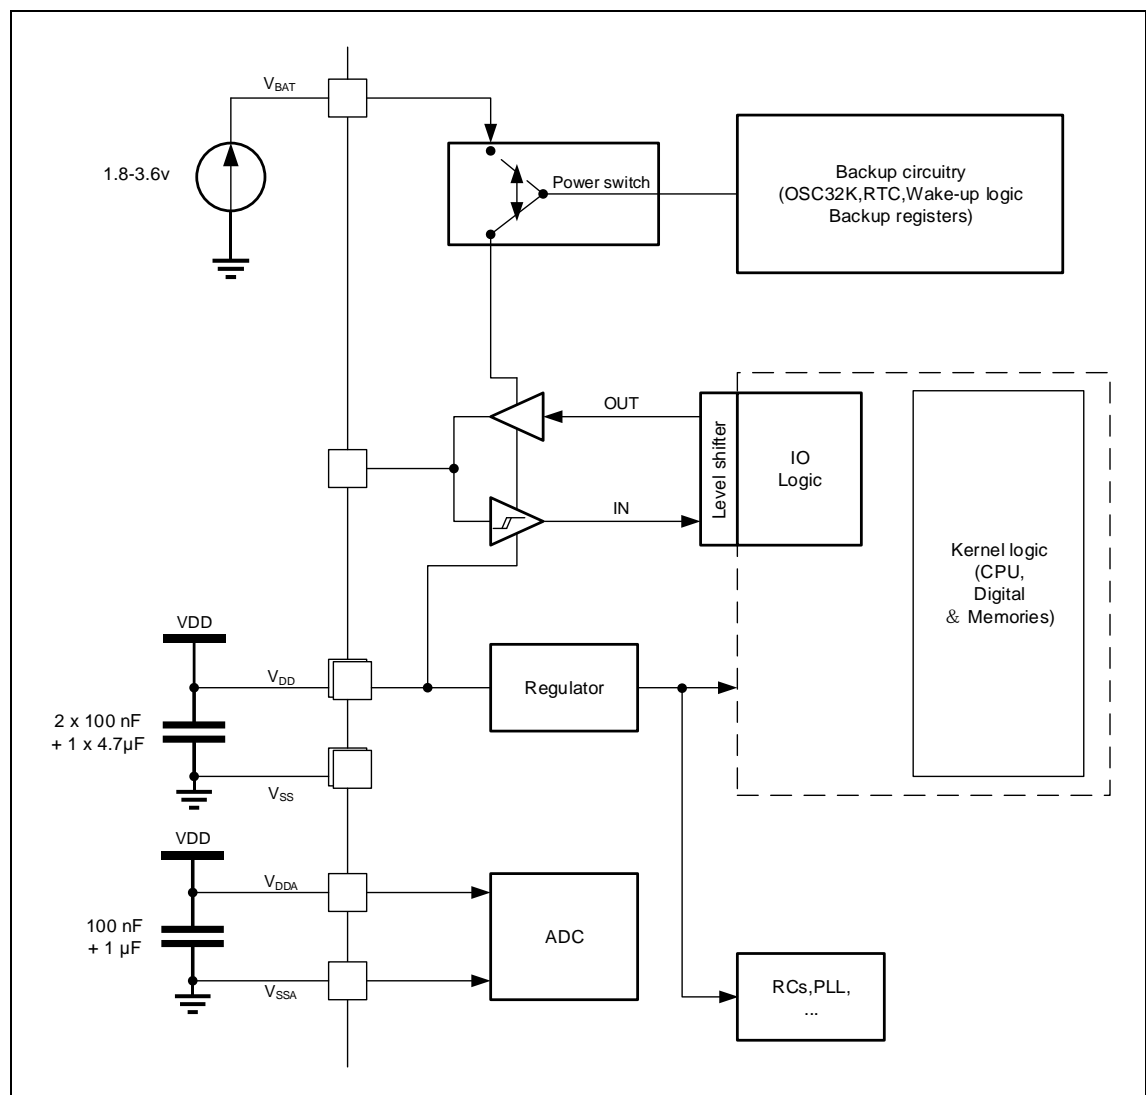 VBAT
1.8-3.6v
Power switch
Backup circuitry
(OSC32K,RTC,Wake-up logic
Backup registers)
OUT
Level shifter
IO
Logic
IN
Kernel logic
(CPU,
Digital
& Memories)
VDD
VDD
Regulator
2 x 100 nF
+ 1 x 4.7µF
VSS
VDD
VDDA
100 nF
+ 1 µF
ADC
VSSA
RCs,PLL,
...